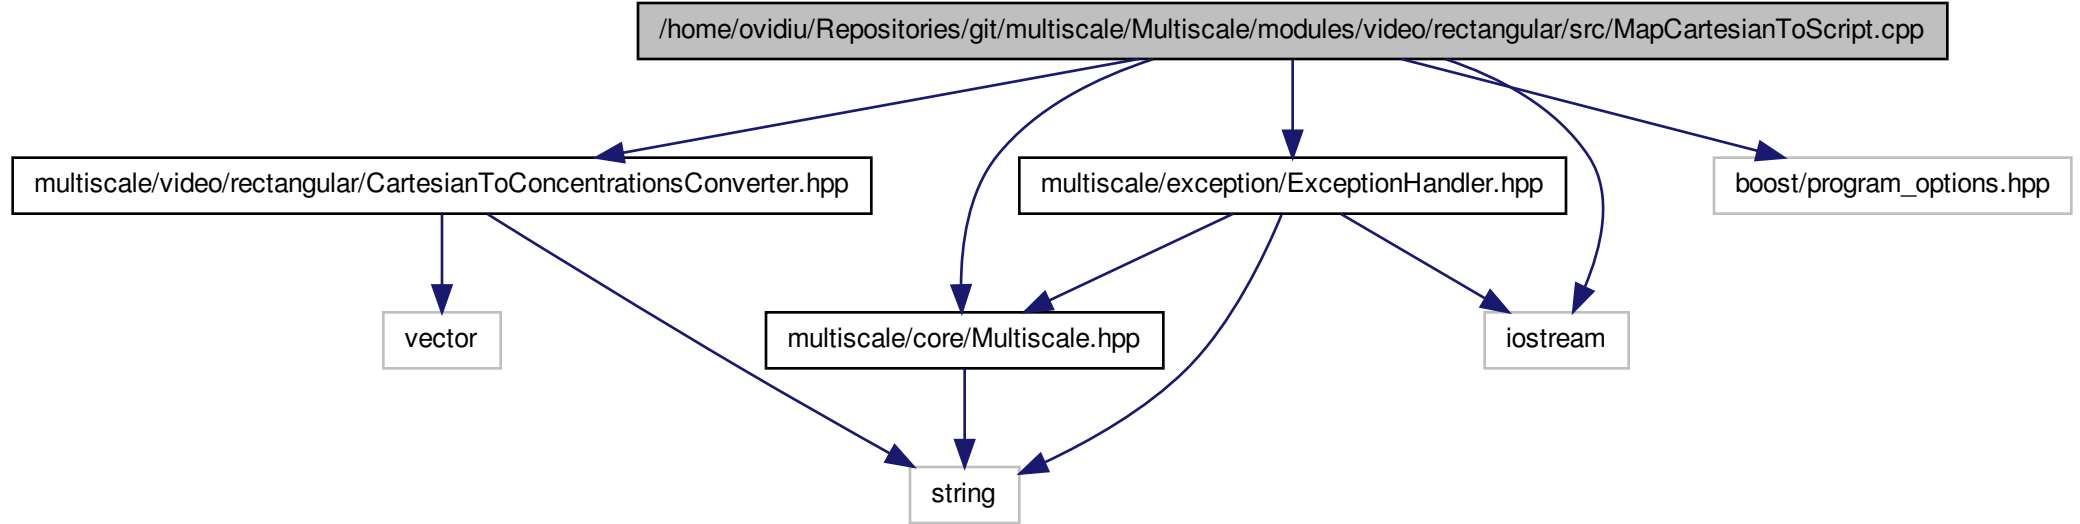 /home/ovidiu/Repositories/git/multiscale/Multiscale/modules/video/rectangular/src/MapCartesianToScript.cpp
multiscale/video/rectangular/CartesianToConcentrationsConverter.hpp
multiscale/exception/ExceptionHandler.hpp
boost/program_options.hpp
vector
multiscale/core/Multiscale.hpp
iostream
string